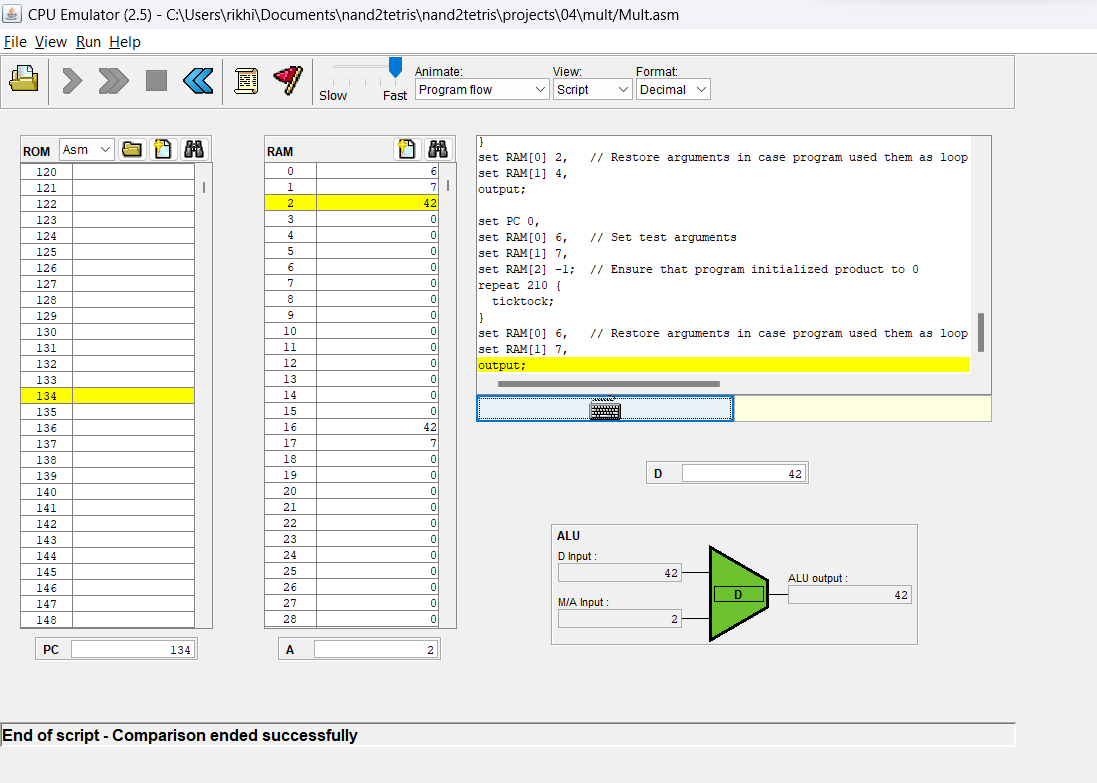 CPU Emulator (2.5) - C:\Users\rikhi\Documents\nand2tetris\nand2tetris\projects\04\mult/Mult.asm
File View Run Help
Slow Fast
Animate: View: Format:
Program flow Script Decimal
ROM Asm
120
121
122
123
124
125
126
127
128
129
130
131
132
133
134
135
136
137
138
139
140
141
142
143
144
145
146
147
148
PC 134
RAM
0 6
1 7
2 42
3 0
4 0
5 0
6 0
7 0
8 0
9 0
10 0
11 0
12 0
13 0
14 0
15 0
16 42
17 7
18 0
19 0
20 0
21 0
22 0
23 0
24 0
25 0
26 0
27 0
28 0
A 2
}
set RAM[0] 2,   // Restore arguments in case program used them as loop
set RAM[1] 4,
output;
set PC 0,
set RAM[0] 6,   // Set test arguments
set RAM[1] 7,
set RAM[2] -1;  // Ensure that program initialized product to 0
repeat 210 {
  ticktock;
}
set RAM[0] 6,   // Restore arguments in case program used them as loop
set RAM[1] 7,
output;
D 42
ALU
D Input :
42
M/A Input :
2
D
ALU output :
42
End of script - Comparison ended successfully